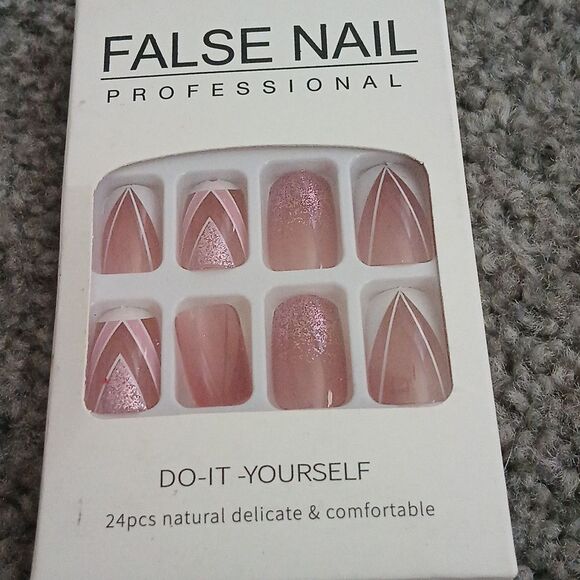 FALSE NAIL
PROFESSIONAL
DO-IT -YOURSELF
24pcs natural delicate & comfortable